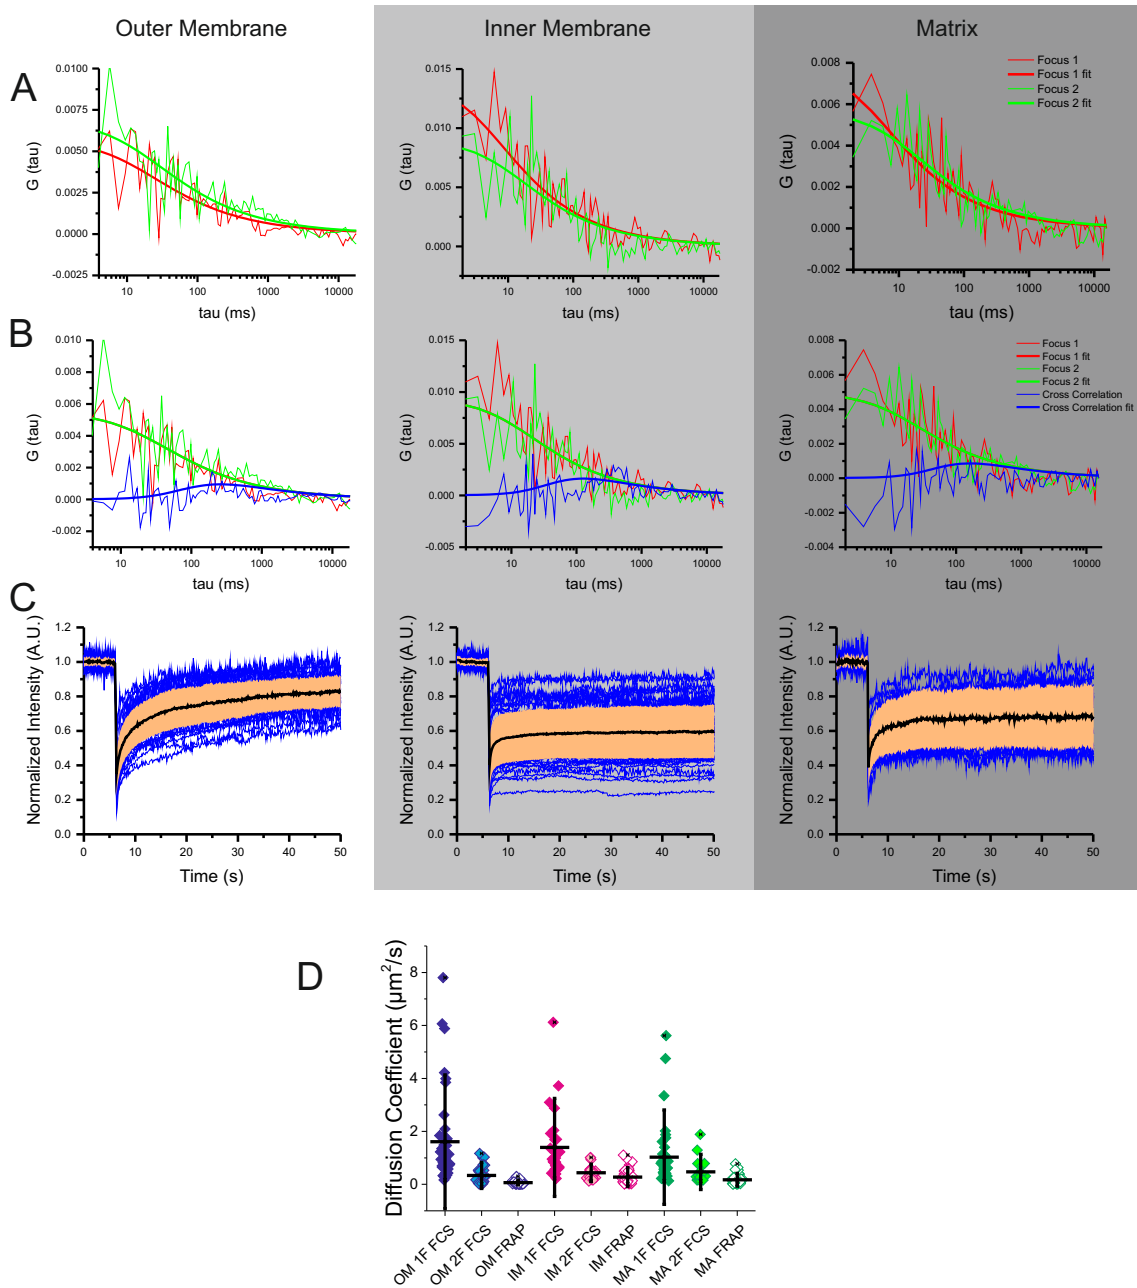 Outer Membrane
Inner Membrane
Matrix
A
0.0100
0.0075
0.0050
0.0025
0.0000
-0.0025
G (tau)
10 100 1000 10000
tau (ms)
0.015
0.010
0.005
0.000
G (tau)
10 100 1000 10000
tau (ms)
0.008
0.006
0.004
0.002
0.000
-0.002
G (tau)
10 100 1000 10000
tau (ms)
Focus 1
Focus 1 fit
Focus 2
Focus 2 fit
B
0.010
0.008
0.006
0.004
0.002
0.000
-0.002
G (tau)
10 100 1000 10000
tau (ms)
0.015
0.010
0.005
0.000
-0.005
G (tau)
10 100 1000 10000
tau (ms)
0.008
0.006
0.004
0.002
0.000
-0.002
-0.004
G (tau)
10 100 1000 10000
tau (ms)
Focus 1
Focus 1 fit
Focus 2
Focus 2 fit
Cross Correlation
Cross Correlation fit
C
1.2
1.0
0.8
0.6
0.4
0.2
0.0
Normalized Intensity (A.U.)
0 10 20 30 40 50
Time (s)
1.2
1.0
0.8
0.6
0.4
0.2
0.0
Normalized Intensity (A.U.)
0 10 20 30 40 50
Time (s)
1.2
1.0
0.8
0.6
0.4
0.2
0.0
Normalized Intensity (A.U.)
0 10 20 30 40 50
Time (s)
D
8
6
4
2
0
Diffusion Coefficient (µm²/s)
OM 1F FCS
OM 2F FCS
OM FRAP
IM 1F FCS
IM 2F FCS
IM FRAP
MA 1F FCS
MA 2F FCS
MA FRAP